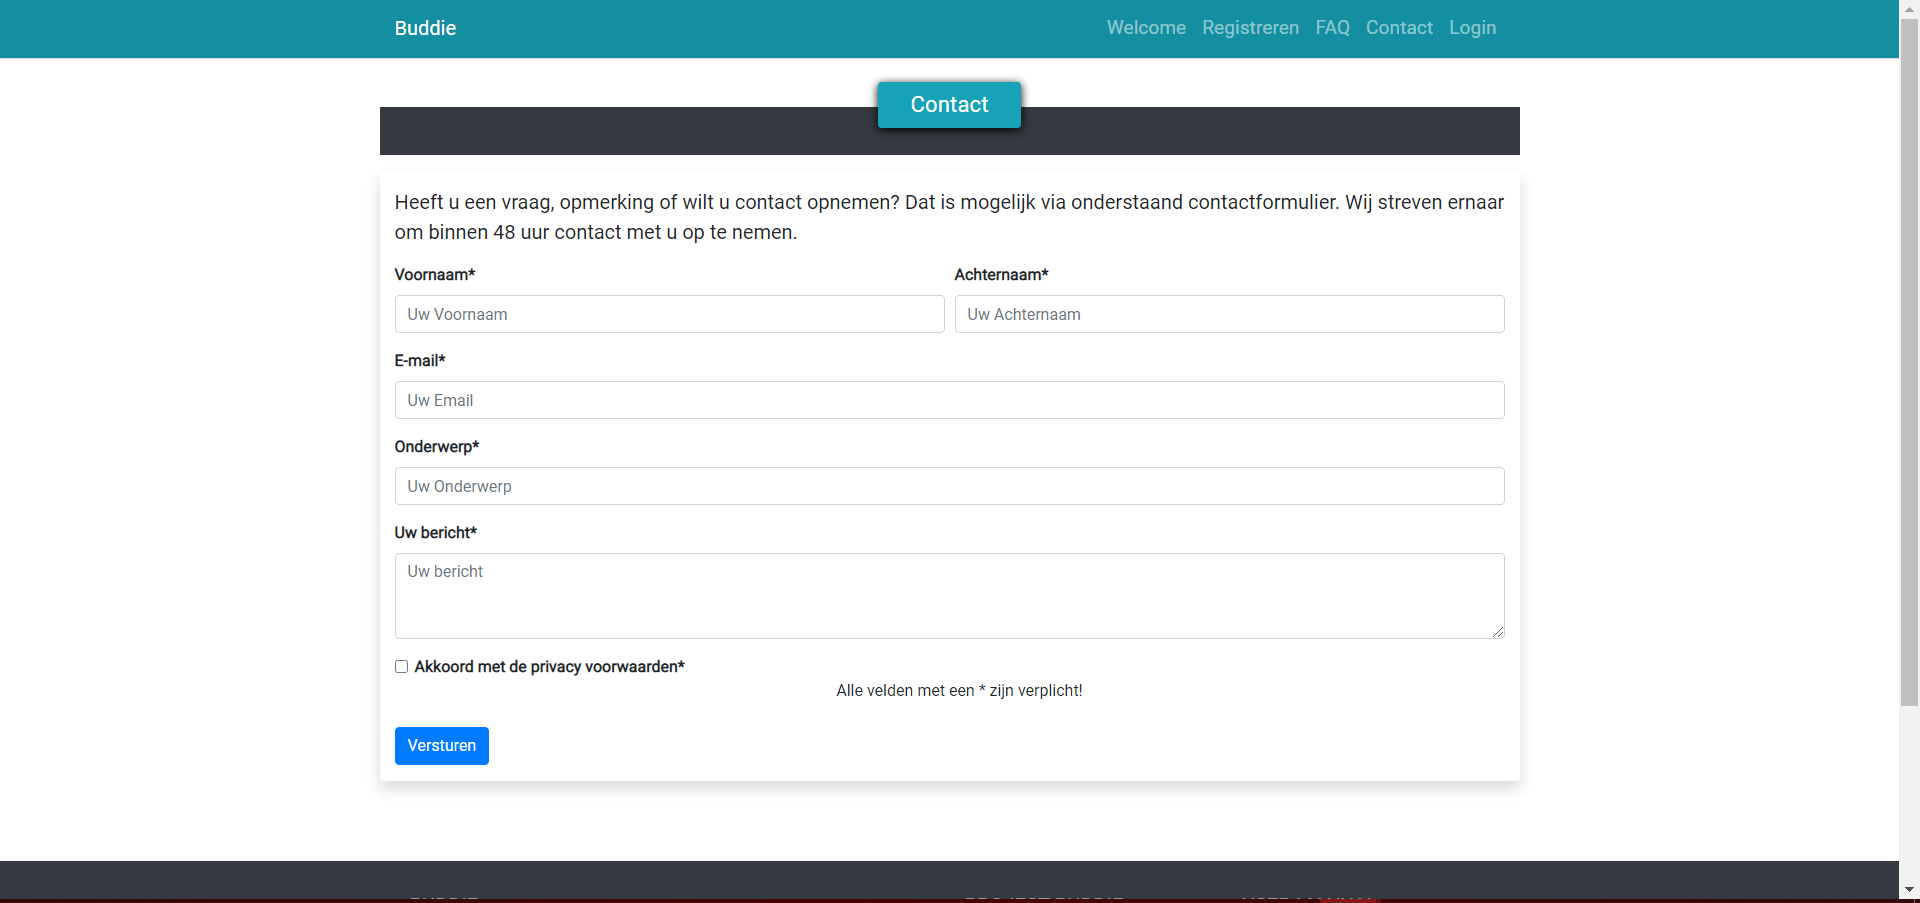 Buddie
Welcome Registreren FAQ Contact Login
Contact
Heeft u een vraag, opmerking of wilt u contact opnemen? Dat is mogelijk via onderstaand contactformulier. Wij streven ernaar
om binnen 48 uur contact met u op te nemen.
Voornaam* Achternaam*
Uw Voornaam Uw Achternaam
E-mail*
Uw Email
Onderwerp*
Uw Onderwerp
Uw bericht*
Uw bericht
Akkoord met de privacy voorwaarden*
Alle velden met een * zijn verplicht!
Versturen